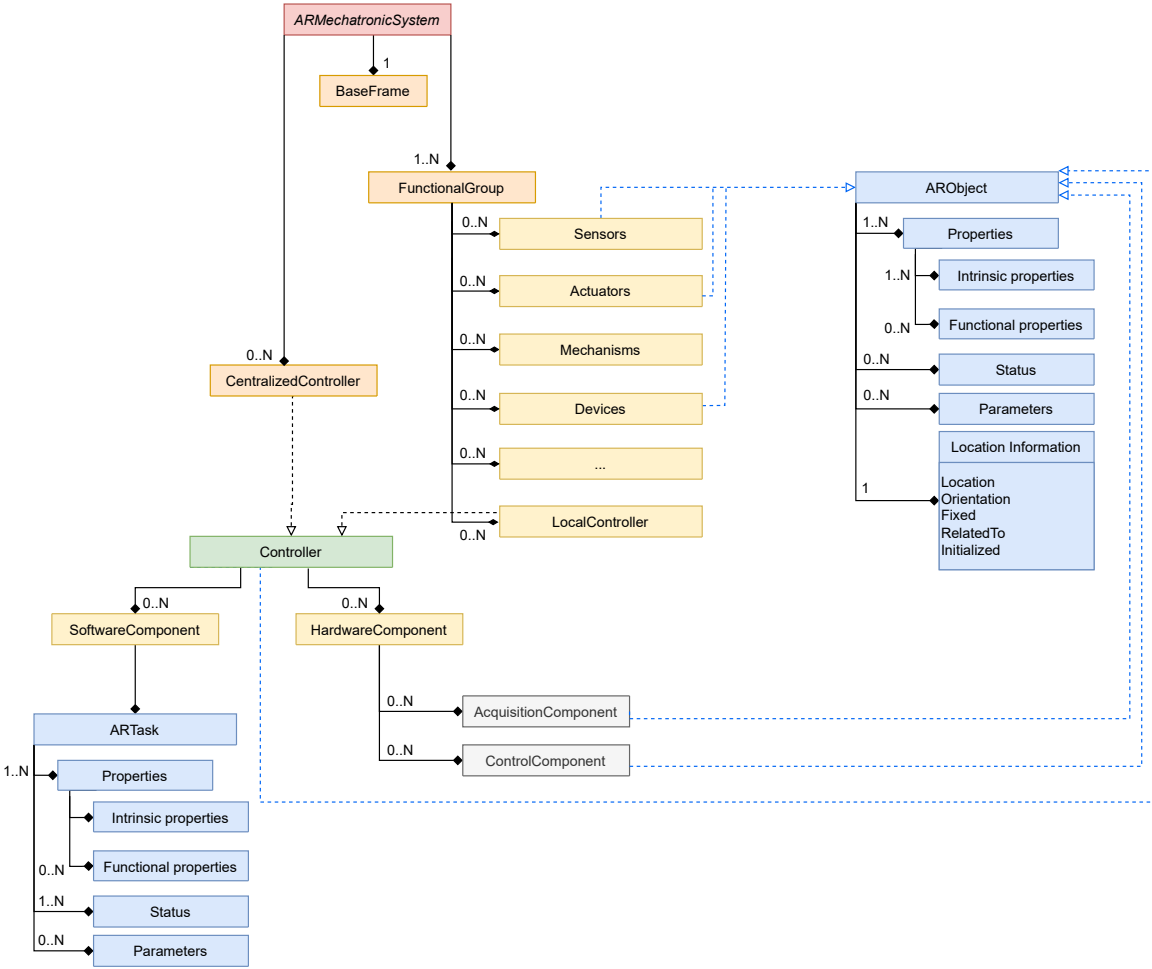 ARMechatronicSystem
1
BaseFrame
1..N
FunctionalGroup
0..N
Sensors
0..N
Actuators
0..N
Mechanisms
0..N
Devices
0..N
...
0..N
LocalController
0..N
CentralizedController
Controller
0..N
SoftwareComponent
0..N
HardwareComponent
0..N
AcquisitionComponent
0..N
ControlComponent
ARTask
1..N
Properties
Intrinsic properties
0..N
Functional properties
1..N
Status
0..N
Parameters
ARObject
1..N
Properties
1..N
Intrinsic properties
0..N
Functional properties
0..N
Status
0..N
Parameters
Location Information
1
Location
Orientation
Fixed
RelatedTo
Initialized